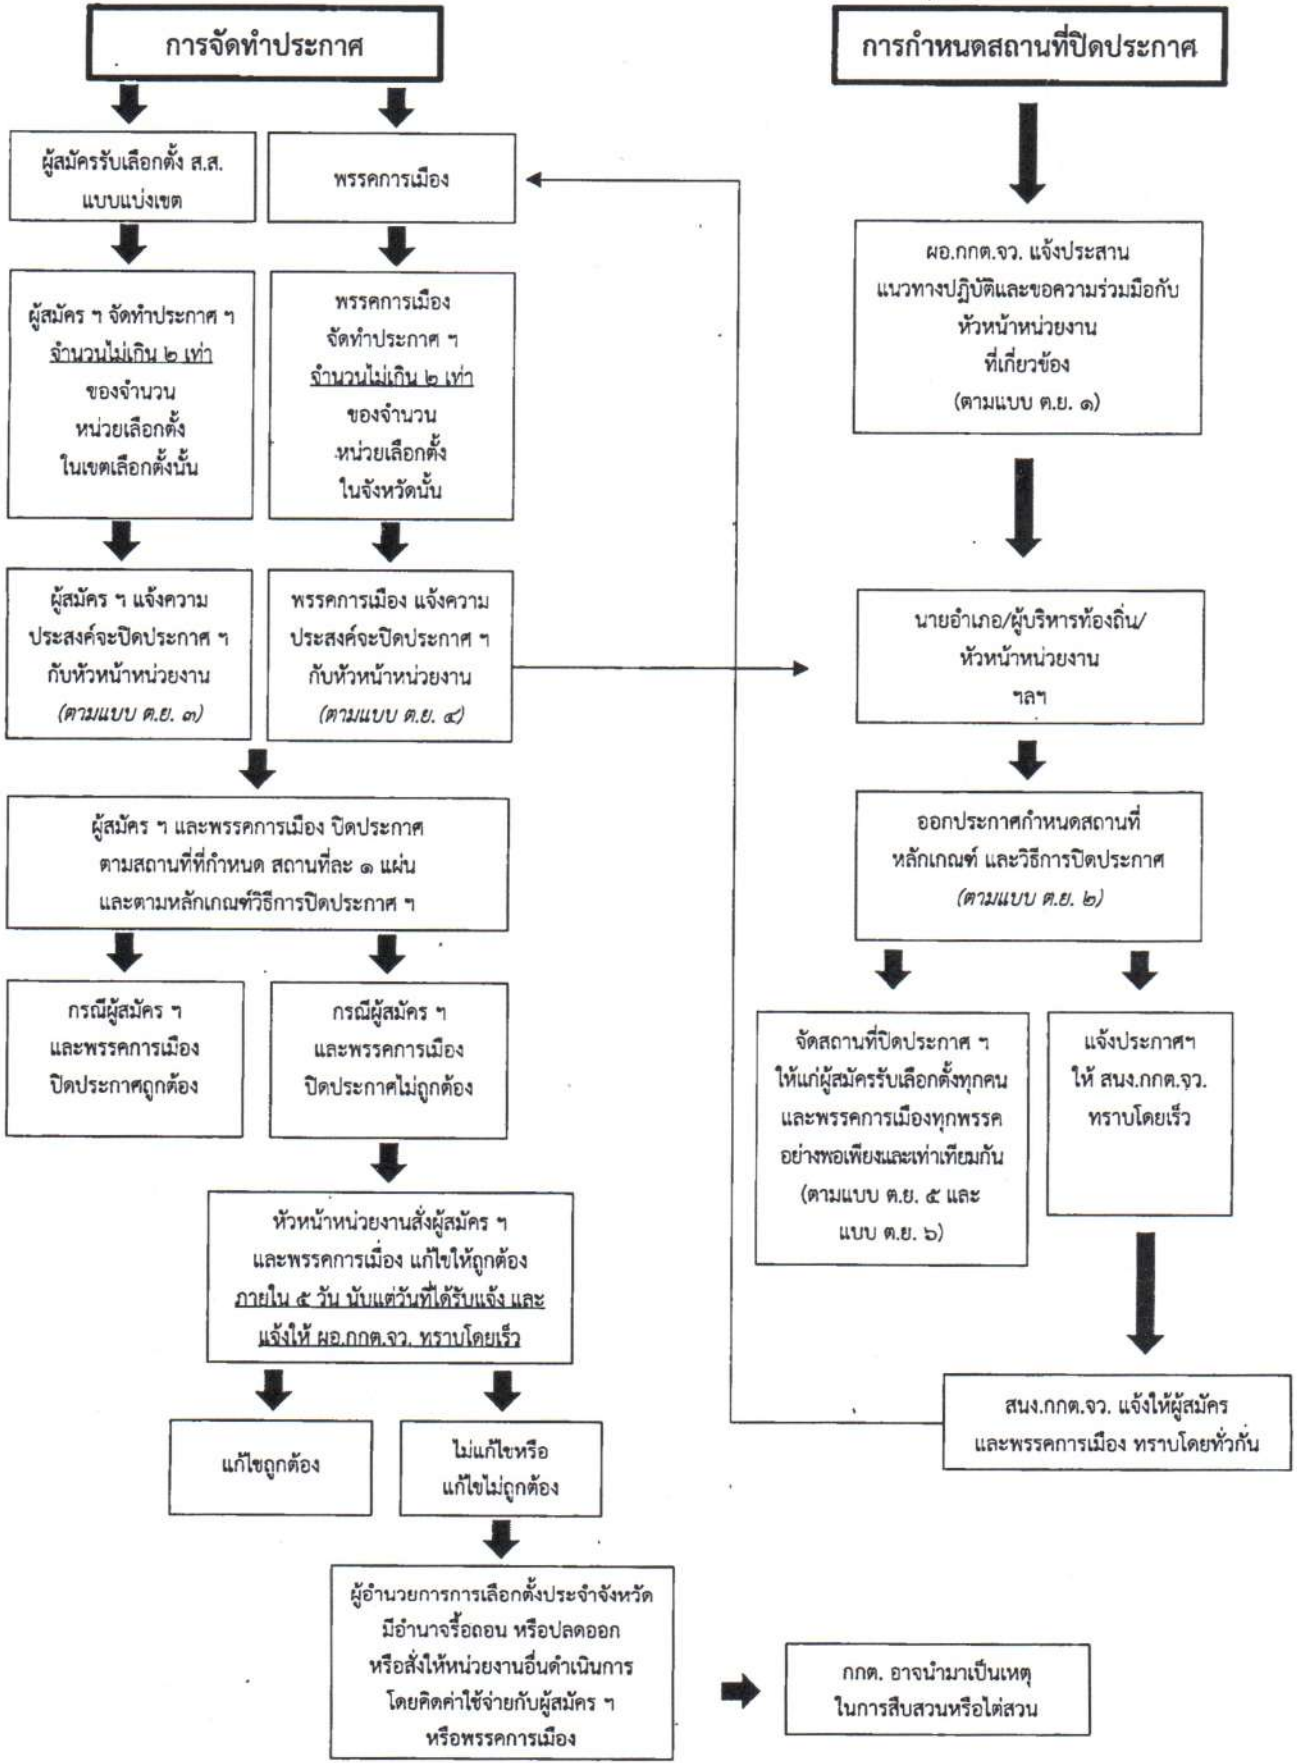 การจัดทำประกาศ
ผู้สมัครรับเลือกตั้ง ส.ส.
แบบแบ่งเขต
พรรคการเมือง
ผู้สมัคร ฯ จัดทำประกาศ ฯ
จำนวนไม่เกิน ๒ เท่า
ของจำนวน
หน่วยเลือกตั้ง
ในเขตเลือกตั้งนั้น
พรรคการเมือง
จัดทำประกาศ ฯ
จำนวนไม่เกิน ๒ เท่า
ของจำนวน
หน่วยเลือกตั้ง
ในจังหวัดนั้น
ผู้สมัคร ฯ แจ้งความ
ประสงค์จะปิดประกาศ ฯ
กับหัวหน้าหน่วยงาน
(ตามแบบ ต.ย. ๓)
พรรคการเมือง แจ้งความ
ประสงค์จะปิดประกาศ ฯ
กับหัวหน้าหน่วยงาน
(ตามแบบ ต.ย. ๔)
ผู้สมัคร ฯ และพรรคการเมือง ปิดประกาศ
ตามสถานที่ที่กำหนด สถานที่ละ ๑ แผ่น
และตามหลักเกณฑ์วิธีการปิดประกาศ ฯ
กรณีผู้สมัคร ฯ
และพรรคการเมือง
ปิดประกาศถูกต้อง
กรณีผู้สมัคร ฯ
และพรรคการเมือง
ปิดประกาศไม่ถูกต้อง
หัวหน้าหน่วยงานสั่งผู้สมัคร ฯ
และพรรคการเมือง แก้ไขให้ถูกต้อง
ภายใน ๕ วัน นับแต่วันที่ได้รับแจ้ง และ
แจ้งให้ ผอ.กกต.จว. ทราบโดยเร็ว
แก้ไขถูกต้อง
ไม่แก้ไขหรือ
แก้ไขไม่ถูกต้อง
ผู้อำนวยการการเลือกตั้งประจำจังหวัด
มีอำนาจรื้อถอน หรือปลดออก
หรือสั่งให้หน่วยงานอื่นดำเนินการ
โดยคิดค่าใช้จ่ายกับผู้สมัคร ฯ
หรือพรรคการเมือง
กกต. อาจนำมาเป็นเหตุ
ในการสืบสวนหรือไต่สวน
การกำหนดสถานที่ปิดประกาศ
ผอ.กกต.จว. แจ้งประสาน
แนวทางปฏิบัติและขอความร่วมมือกับ
หัวหน้าหน่วยงาน
ที่เกี่ยวข้อง
(ตามแบบ ต.ย. ๑)
นายอำเภอ/ผู้บริหารท้องถิ่น/
หัวหน้าหน่วยงาน
ฯลฯ
ออกประกาศกำหนดสถานที่
หลักเกณฑ์ และวิธีการปิดประกาศ
(ตามแบบ ต.ย. ๒)
จัดสถานที่ปิดประกาศ ฯ
ให้แก่ผู้สมัครรับเลือกตั้งทุกคน
และพรรคการเมืองทุกพรรค
อย่างพอเพียงและเท่าเทียมกัน
(ตามแบบ ต.ย. ๕ และ
แบบ ต.ย. ๖)
แจ้งประกาศฯ
ให้ สนง.กกต.จว.
ทราบโดยเร็ว
สนง.กกต.จว. แจ้งให้ผู้สมัคร
และพรรคการเมือง ทราบโดยทั่วกัน